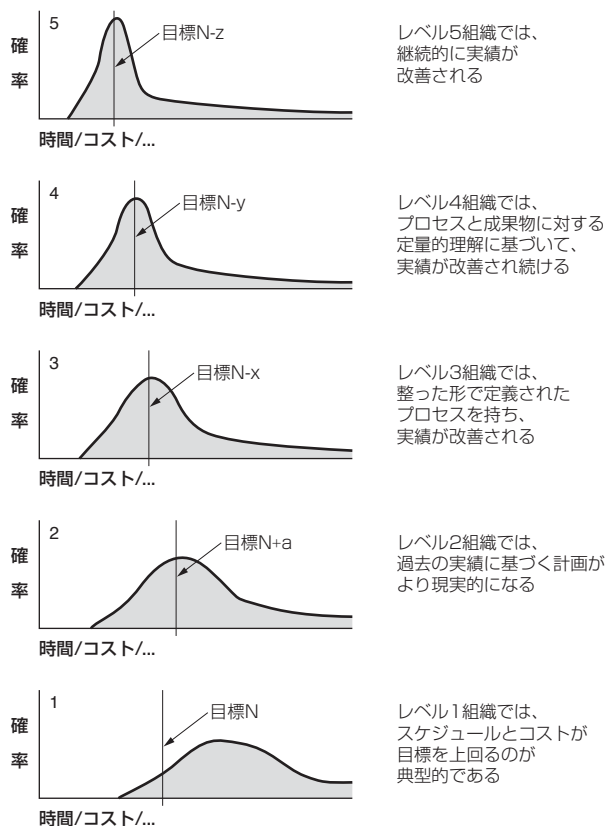 5
確
率
目標N-z
時間/コスト/...
レベル5組織では、
継続的に実績が
改善される
4
確
率
目標N-y
時間/コスト/...
レベル4組織では、
プロセスと成果物に対する
定量的理解に基づいて、
実績が改善され続ける
3
確
率
目標N-x
時間/コスト/...
レベル3組織では、
整った形で定義された
プロセスを持ち、
実績が改善される
2
確
率
目標N+a
時間/コスト/...
レベル2組織では、
過去の実績に基づく計画が
より現実的になる
1
確
率
目標N
時間/コスト/...
レベル1組織では、
スケジュールとコストが
目標を上回るのが
典型的である